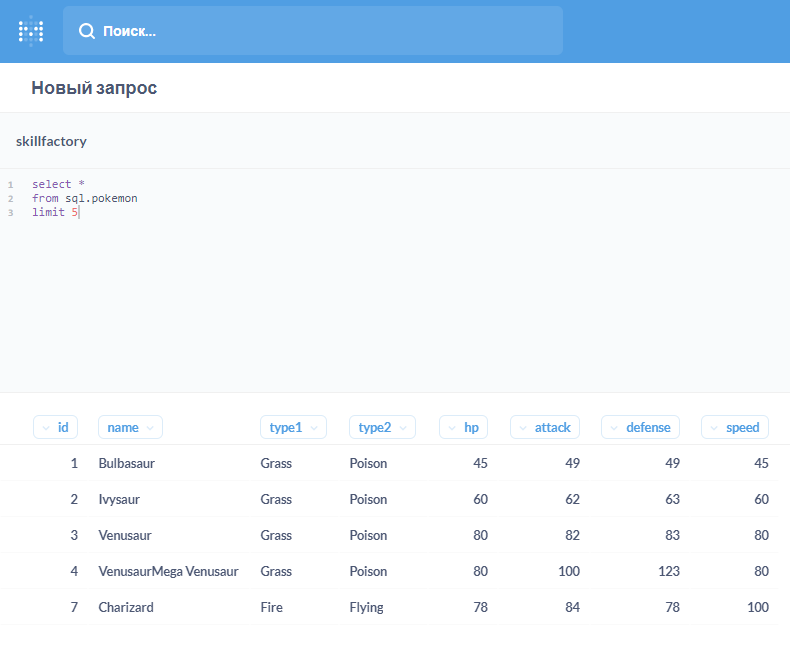 Поиск...
Новый запрос
skillfactory
1 select *
2 from sql.pokemon
3 limit 5
id name type1 type2 hp attack defense speed
1 Bulbasaur Grass Poison 45 49 49 45
2 Ivysaur Grass Poison 60 62 63 60
3 Venusaur Grass Poison 80 82 83 80
4 VenusaurMega Venusaur Grass Poison 80 100 123 80
7 Charizard Fire Flying 78 84 78 100